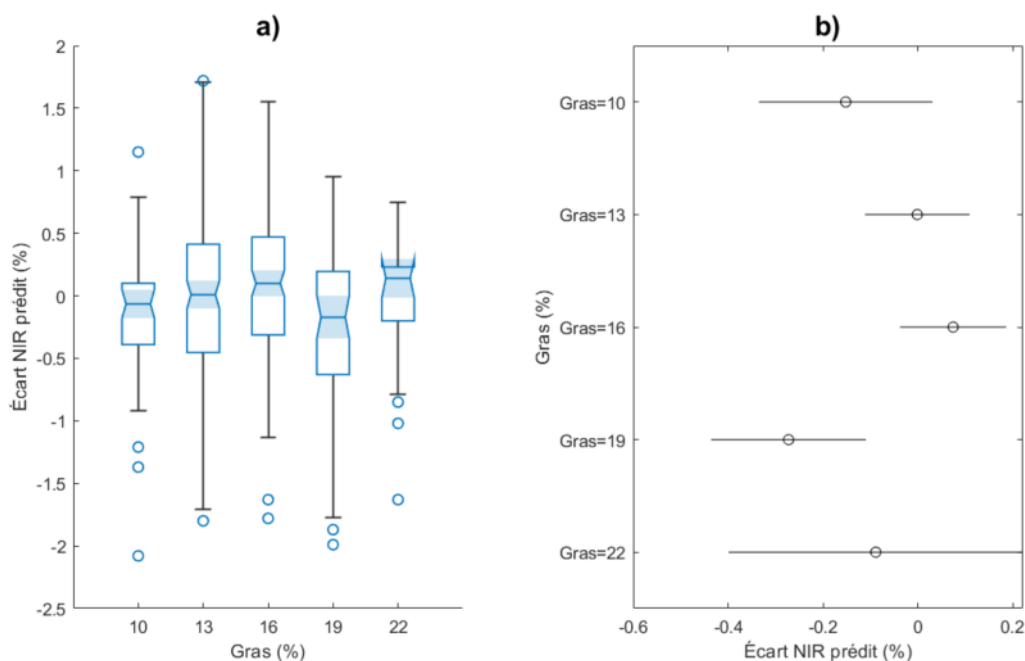 a)
2
1.5
1
0.5
0
-0.5
-1
-1.5
-2
-2.5
Écart NIR prédit (%)
10 13 16 19 22
Gras (%)
b)
Gras=10
Gras=13
Gras=16
Gras=19
Gras=22
Gras (%)
-0.6 -0.4 -0.2 0 0.2
Écart NIR prédit (%)